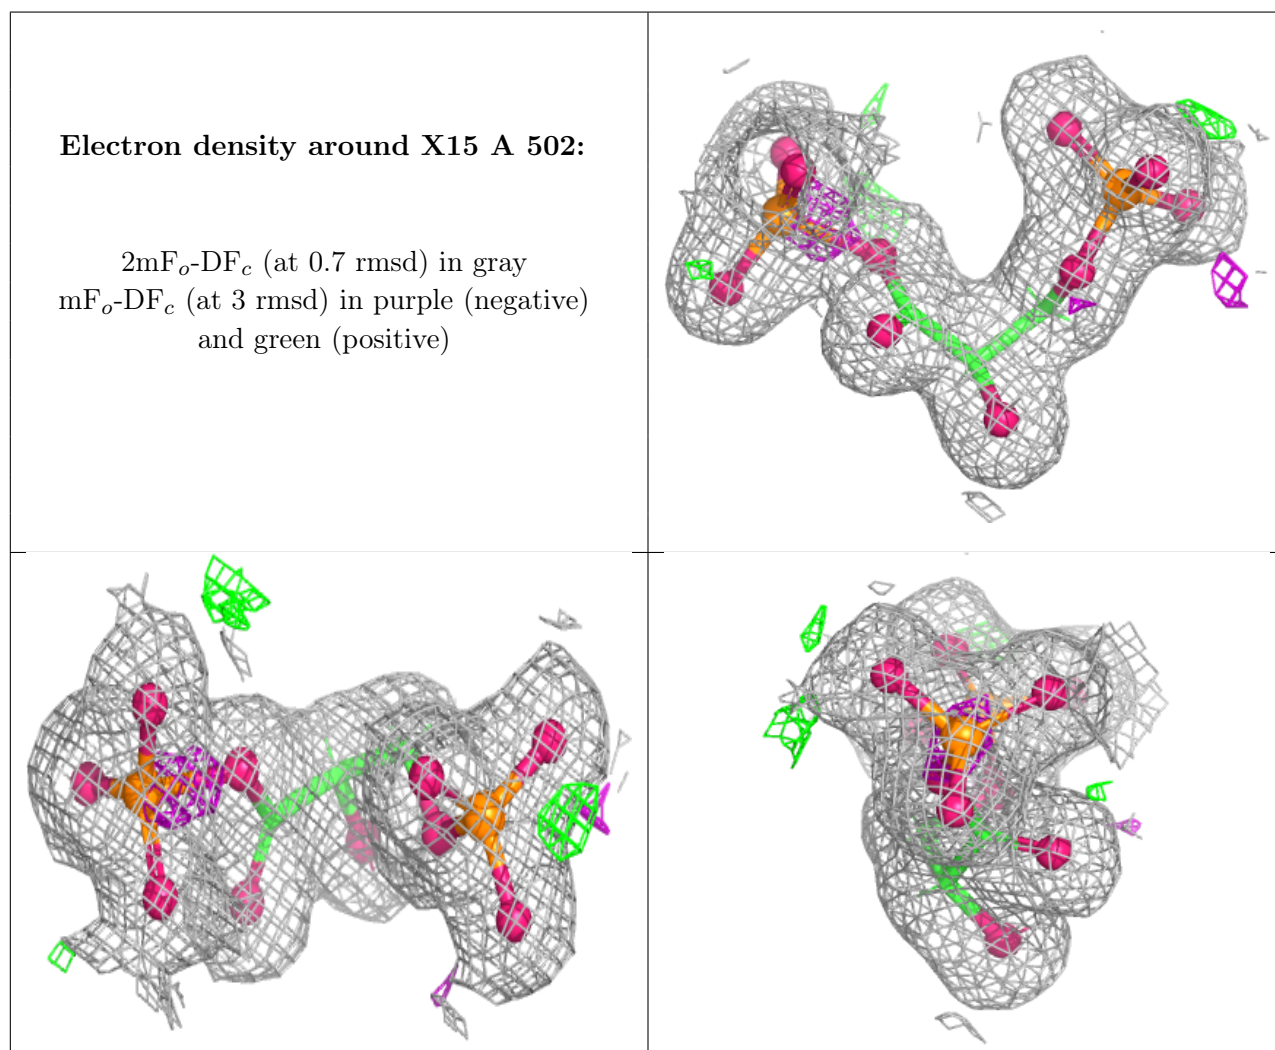 Electron density around X15 A 502:
2mFo-DFc (at 0.7 rmsd) in gray
mFo-DFc (at 3 rmsd) in purple (negative)
and green (positive)